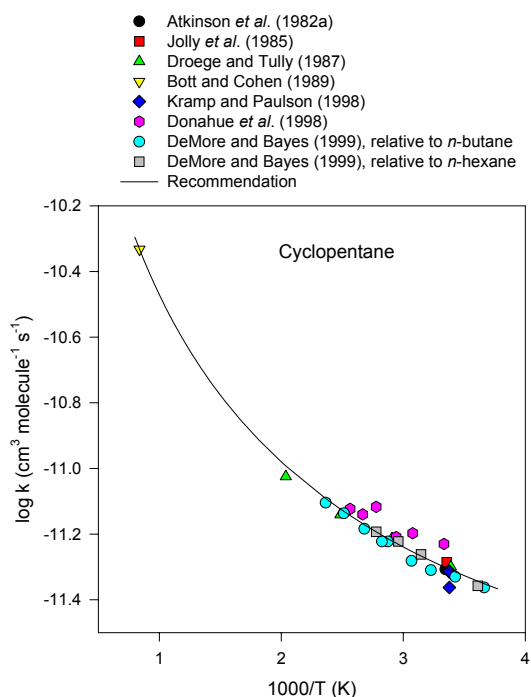 Atkinson et al. (1982a)
Jolly et al. (1985)
Droege and Tully (1987)
Bott and Cohen (1989)
Kramp and Paulson (1998)
Donahue et al. (1998)
DeMore and Bayes (1999), relative to n-butane
DeMore and Bayes (1999), relative to n-hexane
Recommendation
Cyclopentane
log k (cm³ molecule⁻¹ s⁻¹)
-10.2
-10.4
-10.6
-10.8
-11.0
-11.2
-11.4
1 2 3 4
1000/T (K)